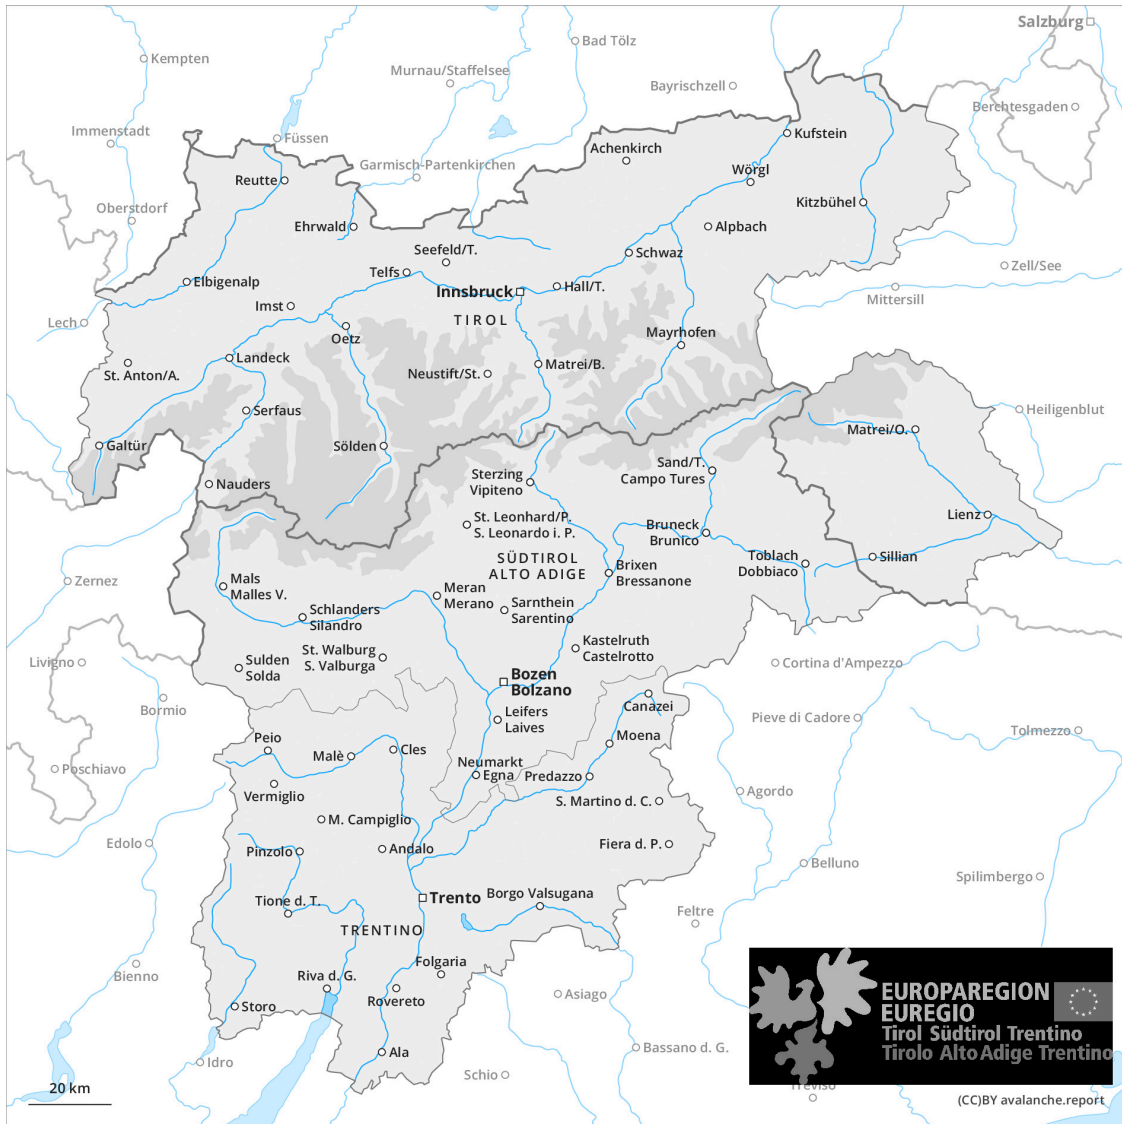 Salzburg
Bad Tölz
Kempten
Murnau/Staffelsee
Bayrischzell
Berchtesgaden
Immenstadt
Füssen
Kufstein
Achenkirch
Garmisch-Partenkirchen
Wörgl
Reutte
Kitzbühel
Oberstdorf
Ehrwald
Alpbach
Seefeld/T.
Schwaz
Zell/See
Telfs
Elbigenalp
Hall/T.
Innsbruck
Mittersill
Imst
TIROL
Lech
Oetz
Mayrhofen
Landeck
Matrei/B.
St. Anton/A.
Neustift/St.
Serfaus
Heiligenblut
Matrei/O.
Galtür
Sölden
Sand/T.
Campo Tures
Sterzing
Vipiteno
Nauders
St. Leonhard/P.
S. Leonardo i. P.
Lienz
Bruneck
Brunico
SÜDTIROL
ALTO ADIGE
Toblach
Dobbiaco
Sillian
Brixen
Bressanone
Zernez
Mals
Malles V.
Meran
Merano
Sarnthein
Sarentino
Schlanders
Silandro
Kastelruth
Castelrotto
St. Walburg
S. Valburga
Livigno
Sulden
Solda
Cortina d'Ampezzo
Bozen
Bolzano
Canazei
Bormio
Leifers
Laives
Pieve di Cadore
Tolmezzo
Moena
Peio
Cles
Malè
Neumarkt
Egna
Predazzo
Poschiavo
Vermiglio
Agordo
S. Martino d. C.
M. Campiglio
Edolo
Fiera d. P.
Pinzolo
Andalo
Belluno
Spilimbergo
Borgo Valsugana
Trento
Tione d. T.
Feltre
TRENTINO
Folgaria
Bienno
Riva d. G.
Rovereto
Asiago
Storo
EUROPAREGION
EUREGIO
Tirol Südtirol Trentino
Tirolo Alto Adige Trentino
Ala
Bassano d. G.
Idro
Schio
Treviso
20 km
(CC)BY avalanche.report